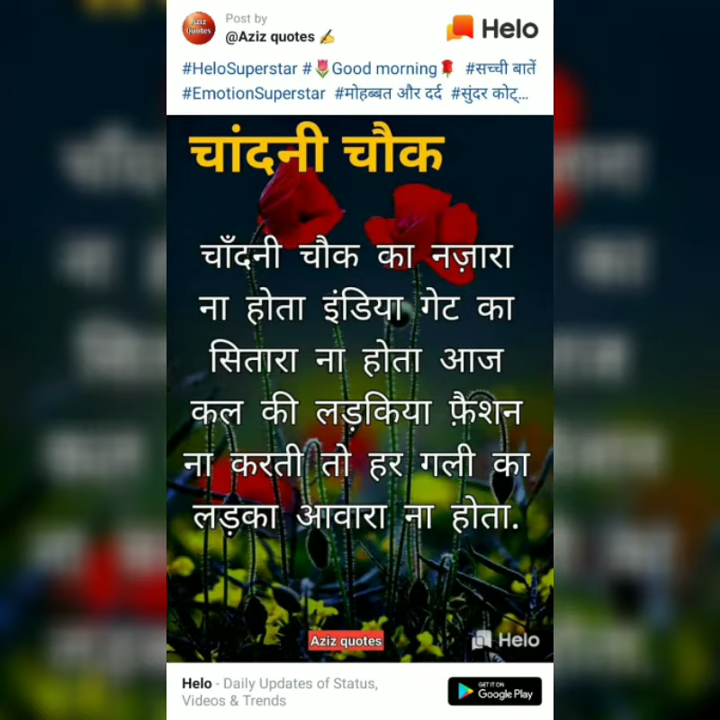 Aziz Quotes
Post by
@Aziz quotes ✍
Helo
#HeloSuperstar #🌷Good morning🌹 #सच्ची बातें
#EmotionSuperstar #मोहब्बत और दर्द #सुंदर कोट्...
चांदनी चौक
चाँदनी चौक का नज़ारा
ना होता इंडिया गेट का
सितारा ना होता आज
कल की लड़किया फ़ैशन
ना करती तो हर गली का
लड़का आवारा ना होता.
Aziz quotes
Helo
Helo - Daily Updates of Status,
Videos & Trends
GET IT ON
Google Play